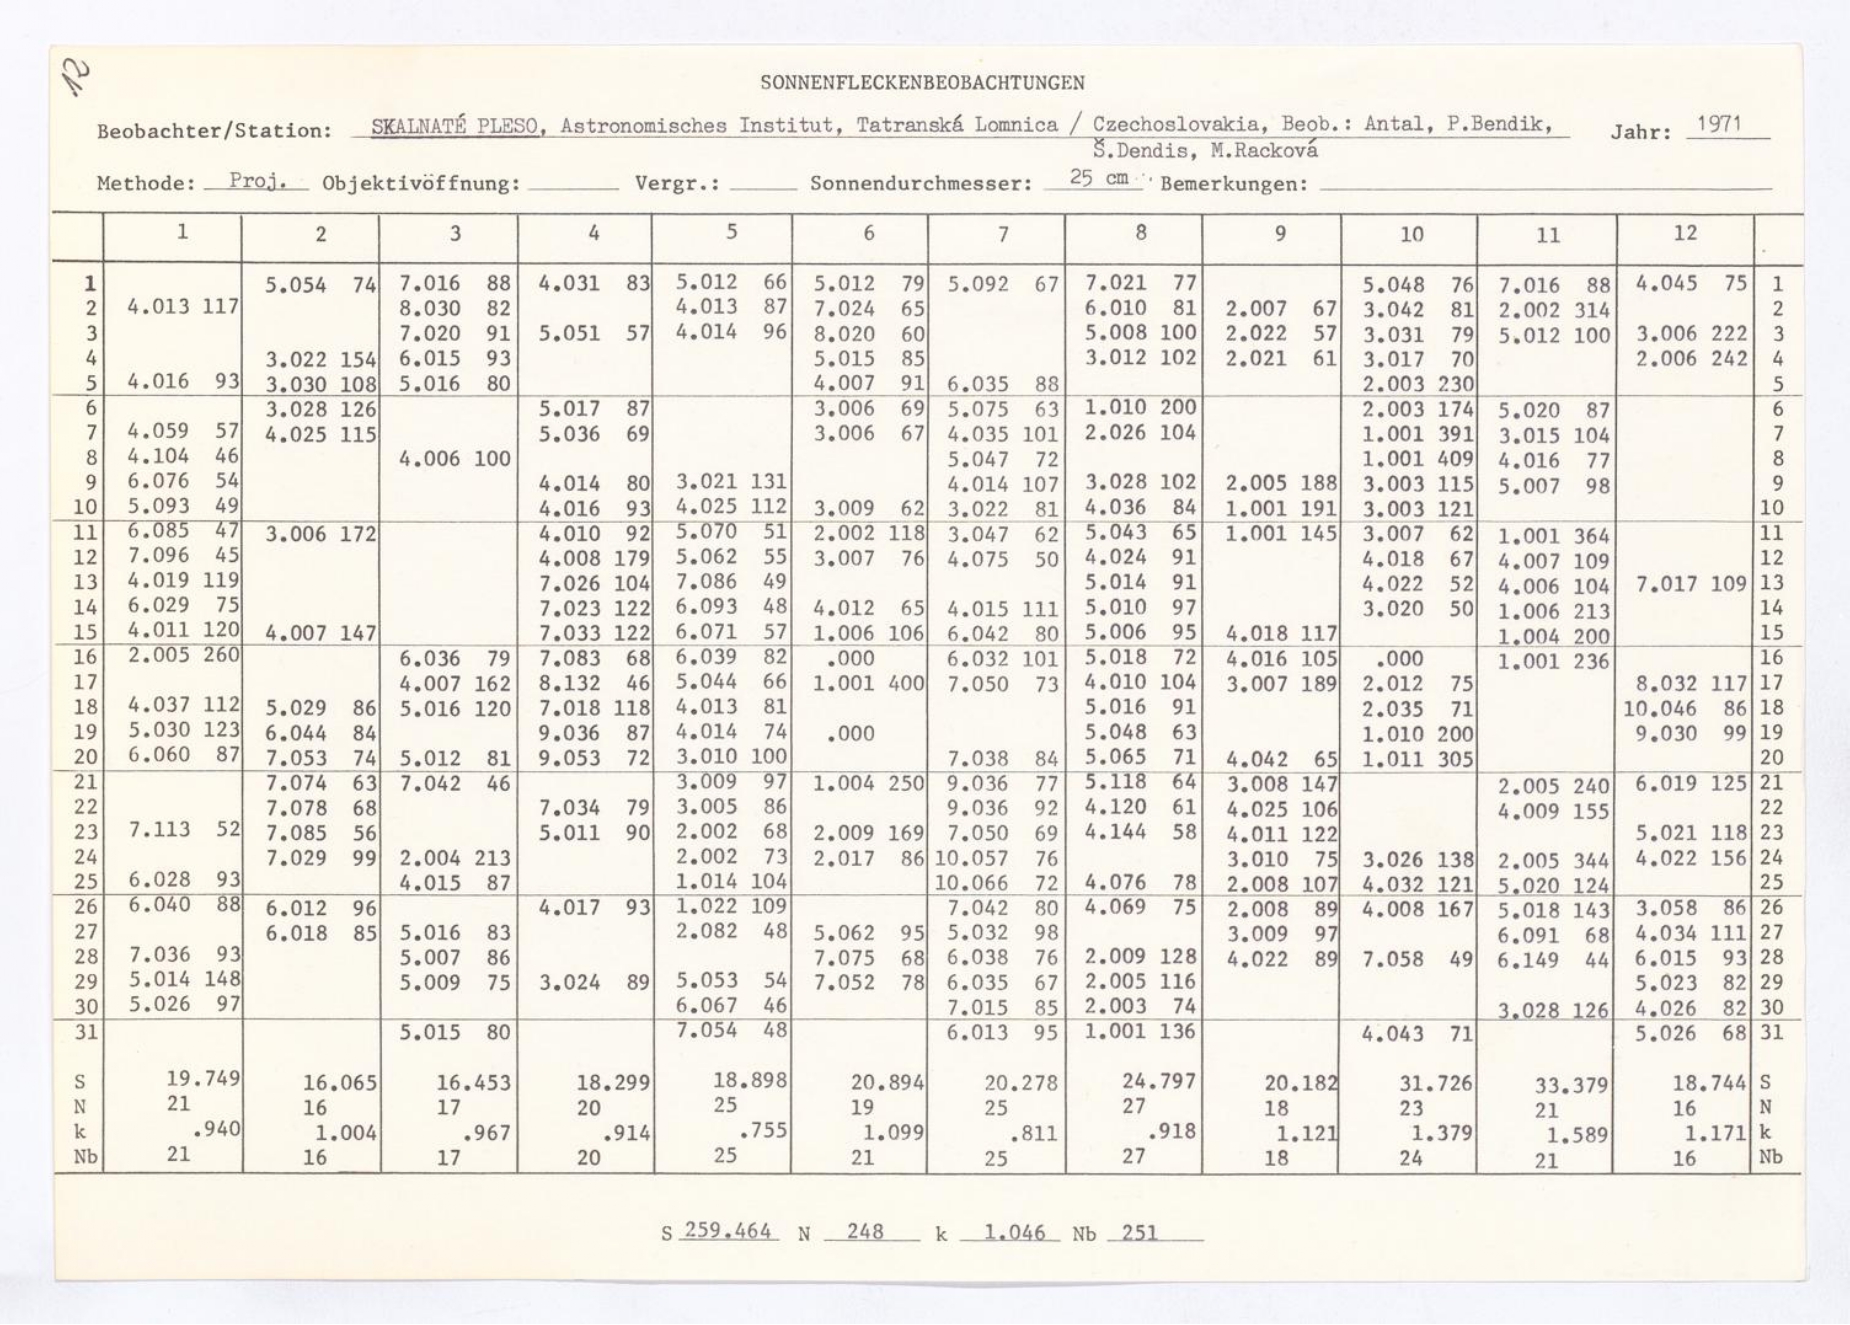 21.
SONNENFLECKENBEOBACHTUNGEN
Beobachter/Station: SKALNATÉ PLESO, Astronomisches Institut, Tatranská Lomnica / Czechoslovakia, Beob.: Antal, P.Bendik, Jahr: 1971
Š.Dendis, M.Racková
Methode: Proj. Objektivöffnung: Vergr.: Sonnendurchmesser: 25 cm Bemerkungen:
1 2 3 4 5 6 7 8 9 10 11 12
1 5.054 74 7.016 88 4.031 83 5.012 66 5.012 79 5.092 67 7.021 77 5.048 76 7.016 88 4.045 75 1
2 4.013 117 8.030 82 4.013 87 7.024 65 6.010 81 2.007 67 3.042 81 2.002 314 2
3 7.020 91 5.051 57 4.014 96 8.020 60 5.008 100 2.022 57 3.031 79 5.012 100 3.006 222 3
4 3.022 154 6.015 93 5.015 85 3.012 102 2.021 61 3.017 70 2.006 242 4
5 4.016 93 3.030 108 5.016 80 4.007 91 6.035 88 2.003 230 5
6 3.028 126 5.017 87 3.006 69 5.075 63 1.010 200 2.003 174 5.020 87 6
7 4.059 57 4.025 115 5.036 69 3.006 67 4.035 101 2.026 104 1.001 391 3.015 104 7
8 4.104 46 4.006 100 5.047 72 1.001 409 4.016 77 8
9 6.076 54 4.014 80 3.021 131 4.014 107 3.028 102 2.005 188 3.003 115 5.007 98 9
10 5.093 49 4.016 93 4.025 112 3.009 62 3.022 81 4.036 84 1.001 191 3.003 121 10
11 6.085 47 3.006 172 4.010 92 5.070 51 2.002 118 3.047 62 5.043 65 1.001 145 3.007 62 1.001 364 11
12 7.096 45 4.008 179 5.062 55 3.007 76 4.075 50 4.024 91 4.018 67 4.007 109 12
13 4.019 119 7.026 104 7.086 49 5.014 91 4.022 52 4.006 104 7.017 109 13
14 6.029 75 7.023 122 6.093 48 4.012 65 4.015 111 5.010 97 3.020 50 1.006 213 14
15 4.011 120 4.007 147 7.033 122 6.071 57 1.006 106 6.042 80 5.006 95 4.018 117 1.004 200 15
16 2.005 260 6.036 79 7.083 68 6.039 82 .000 6.032 101 5.018 72 4.016 105 .000 1.001 236 16
17 4.007 162 8.132 46 5.044 66 1.001 400 7.050 73 4.010 104 3.007 189 2.012 75 8.032 117 17
18 4.037 112 5.029 86 5.016 120 7.018 118 4.013 81 5.016 91 2.035 71 10.046 86 18
19 5.030 123 6.044 84 9.036 87 4.014 74 .000 5.048 63 1.010 200 9.030 99 19
20 6.060 87 7.053 74 5.012 81 9.053 72 3.010 100 7.038 84 5.065 71 4.042 65 1.011 305 20
21 7.074 63 7.042 46 3.009 97 1.004 250 9.036 77 5.118 64 3.008 147 2.005 240 6.019 125 21
22 7.078 68 7.034 79 3.005 86 9.036 92 4.120 61 4.025 106 4.009 155 22
23 7.113 52 7.085 56 5.011 90 2.002 68 2.009 169 7.050 69 4.144 58 4.011 122 5.021 118 23
24 7.029 99 2.004 213 2.002 73 2.017 86 10.057 76 3.010 75 3.026 138 2.005 344 4.022 156 24
25 6.028 93 4.015 87 1.014 104 10.066 72 4.076 78 2.008 107 4.032 121 5.020 124 25
26 6.040 88 6.012 96 4.017 93 1.022 109 7.042 80 4.069 75 2.008 89 4.008 167 5.018 143 3.058 86 26
27 6.018 85 5.016 83 2.082 48 5.062 95 5.032 98 3.009 97 6.091 68 4.034 111 27
28 7.036 93 5.007 86 7.075 68 6.038 76 2.009 128 4.022 89 7.058 49 6.149 44 6.015 93 28
29 5.014 148 5.009 75 3.024 89 5.053 54 7.052 78 6.035 67 2.005 116 5.023 82 29
30 5.026 97 6.067 46 7.015 85 2.003 74 3.028 126 4.026 82 30
31 5.015 80 7.054 48 6.013 95 1.001 136 4.043 71 5.026 68 31
S 19.749 16.065 16.453 18.299 18.898 20.894 20.278 24.797 20.182 31.726 33.379 18.744 S
N 21 16 17 20 25 19 25 27 18 23 21 16 N
k .940 1.004 .967 .914 .755 1.099 .811 .918 1.121 1.379 1.589 1.171 k
Nb 21 16 17 20 25 21 25 27 18 24 21 16 Nb
S 259.464 N 248 k 1.046 Nb 251